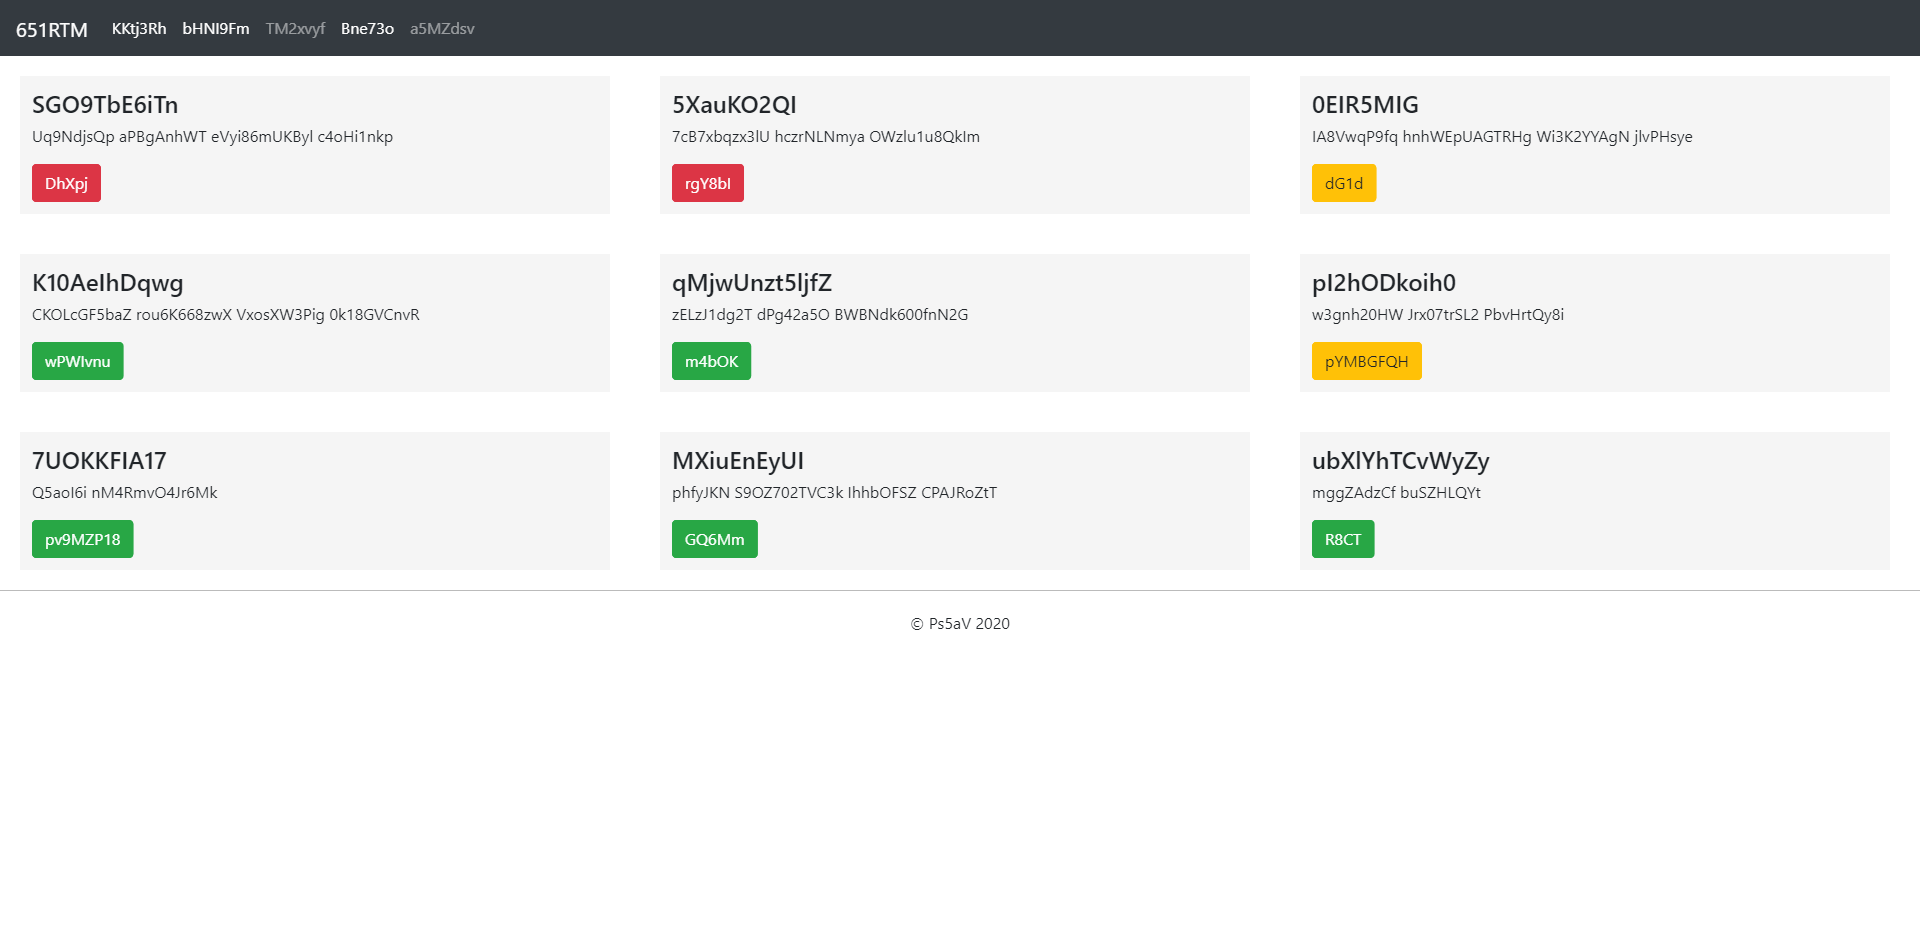 651RTM KKtj3Rh bHNI9Fm TM2xvyf Bne73o a5MZdsv
SGO9TbE6iTn
Uq9NdjsQp aPBgAnhWT eVyi86mUKByl c4oHi1nkp
DhXpj
5XauKO2QI
7cB7xbqzx3lU hczrNLNmya OWzlu1u8QkIm
rgY8bI
0EIR5MIG
IA8VwqP9fq hnhWEpUAGTRHg Wi3K2YYAgN jlvPHsye
dG1d
K10AeIhDqwg
CKOLcGF5baZ rou6K668zwX VxosXW3Pig 0k18GVCnvR
wPWIvnu
qMjwUnzt5ljfZ
zELzJ1dg2T dPg42a5O BWBNdk600fnN2G
m4bOK
pI2hODkoih0
w3gnh20HW Jrx07trSL2 PbvHrtQy8i
pYMBGFQH
7UOKKFIA17
Q5aoI6i nM4RmvO4Jr6Mk
pv9MZP18
MXiuEnEyUI
phfyJKN S9OZ702TVC3k IhhbOFSZ CPAJRoZtT
GQ6Mm
ubXlYhTCvWyZy
mggZAdzCf buSZHLQYt
R8CT
© Ps5aV 2020